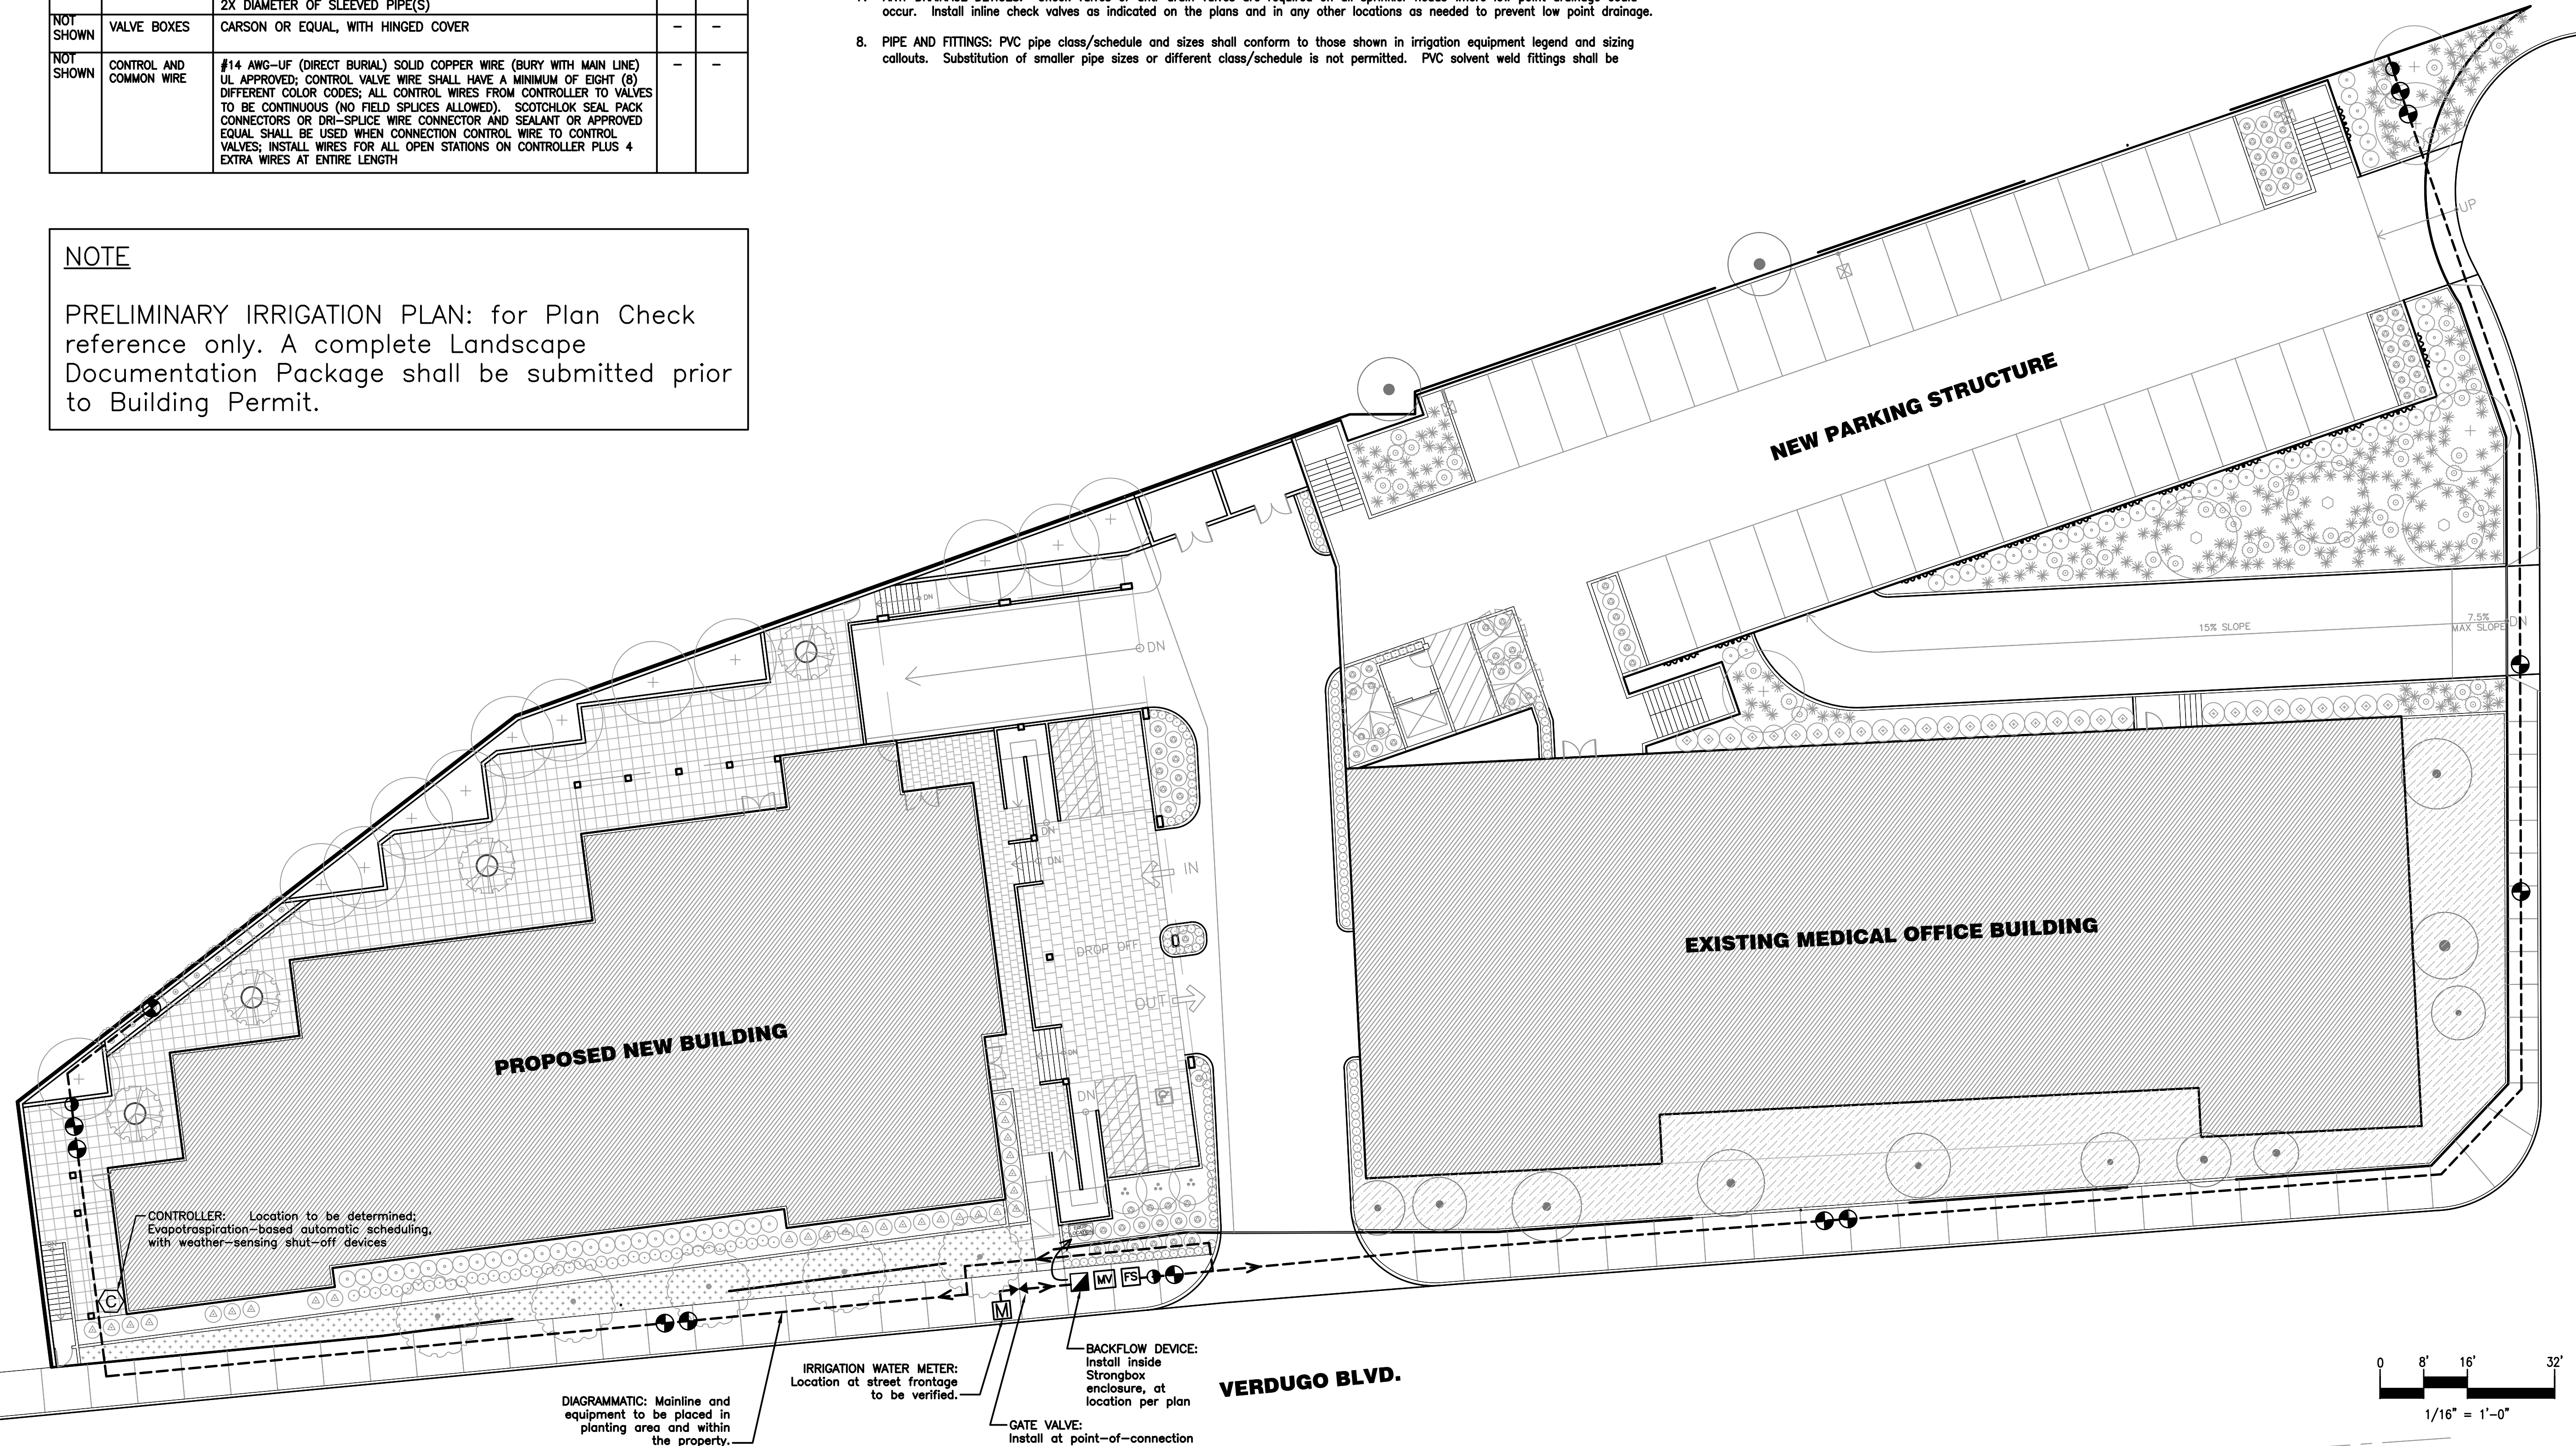 2X DIAMETER OF SLEEVED PIPE(S)
NOT
SHOWN
VALVE BOXES
CARSON OR EQUAL, WITH HINGED COVER
– –
NOT
SHOWN
CONTROL AND
COMMON WIRE
#14 AWG–UF (DIRECT BURIAL) SOLID COPPER WIRE (BURY WITH MAIN LINE)
UL APPROVED; CONTROL VALVE WIRE SHALL HAVE A MINIMUM OF EIGHT (8)
DIFFERENT COLOR CODES; ALL CONTROL WIRES FROM CONTROLLER TO VALVES
TO BE CONTINUOUS (NO FIELD SPLICES ALLOWED). SCOTCHLOK SEAL PACK
CONNECTORS OR DRI–SPLICE WIRE CONNECTOR AND SEALANT OR APPROVED
EQUAL SHALL BE USED WHEN CONNECTION CONTROL WIRE TO CONTROL
VALVES; INSTALL WIRES FOR ALL OPEN STATIONS ON CONTROLLER PLUS 4
EXTRA WIRES AT ENTIRE LENGTH
– –
occur. Install inline check valves as indicated on the plans and in any other locations as needed to prevent low point drainage.
8. PIPE AND FITTINGS: PVC pipe class/schedule and sizes shall conform to those shown in irrigation equipment legend and sizing
callouts. Substitution of smaller pipe sizes or different class/schedule is not permitted. PVC solvent weld fittings shall be
NOTE
PRELIMINARY IRRIGATION PLAN: for Plan Check
reference only. A complete Landscape
Documentation Package shall be submitted prior
to Building Permit.
UP
NEW PARKING STRUCTURE
DN
DN
15% SLOPE
7.5%
MAX SLOPE
DN
DN
DN
IN
DROP OFF
OUT
EXISTING MEDICAL OFFICE BUILDING
PROPOSED NEW BUILDING
DN
DN
P
CONTROLLER: Location to be determined;
Evapotraspiration–based automatic scheduling,
with weather–sensing shut–off devices
DN
C
M
MV
FS
BACKFLOW DEVICE:
Install inside
Strongbox
enclosure, at
location per plan
IRRIGATION WATER METER:
Location at street frontage
to be verified.
DIAGRAMMATIC: Mainline and
equipment to be placed in
planting area and within
the property.
GATE VALVE:
Install at point–of–connection
VERDUGO BLVD.
0 8' 16' 32'
1/16" = 1'–0"